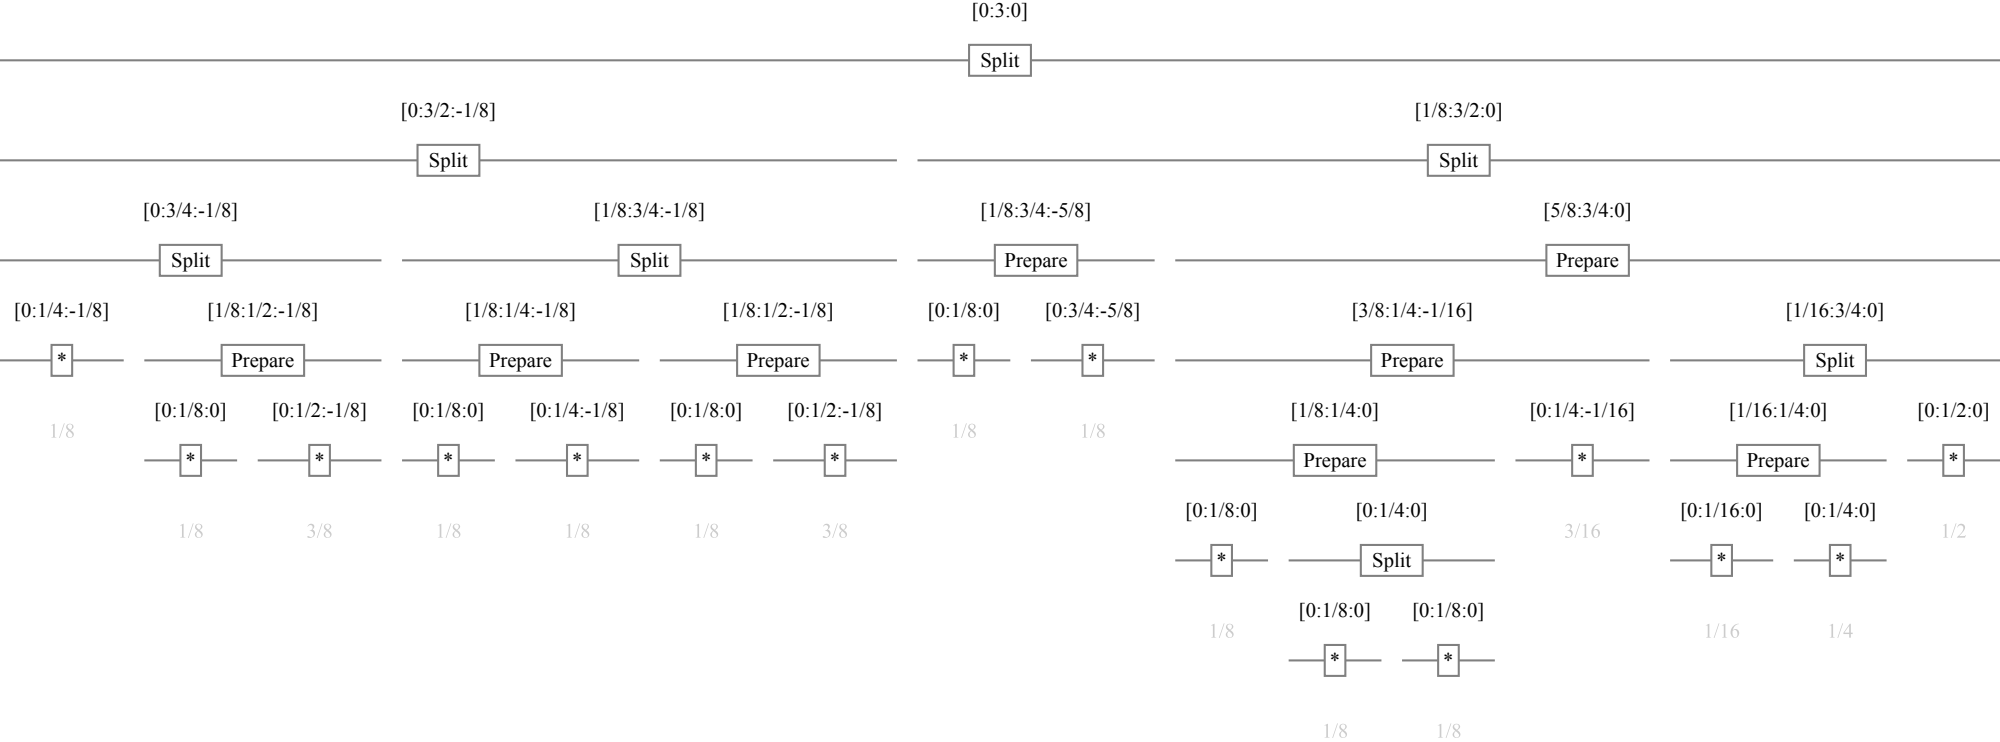 [0:3:0]
Split
[0:3/2:-1/8] [1/8:3/2:0]
Split Split
[0:3/4:-1/8] [1/8:3/4:-1/8] [1/8:3/4:-5/8] [5/8:3/4:0]
Split Split Prepare Prepare
[0:1/4:-1/8] [1/8:1/2:-1/8] [1/8:1/4:-1/8] [1/8:1/2:-1/8] [0:1/8:0] [0:3/4:-5/8] [3/8:1/4:-1/16] [1/16:3/4:0]
* Prepare Prepare Prepare * * Prepare Split
[0:1/8:0] [0:1/2:-1/8] [0:1/8:0] [0:1/4:-1/8] [0:1/8:0] [0:1/2:-1/8] [1/8:1/4:0] [0:1/4:-1/16] [1/16:1/4:0] [0:1/2:0]
1/8 1/8 1/8
* * * * * * Prepare * Prepare *
[0:1/8:0] [0:1/4:0] [0:1/16:0] [0:1/4:0]
1/8 3/8 1/8 1/8 1/8 3/8 3/16 1/2
* Split * *
[0:1/8:0] [0:1/8:0]
1/8 1/16 1/4
* *
1/8 1/8